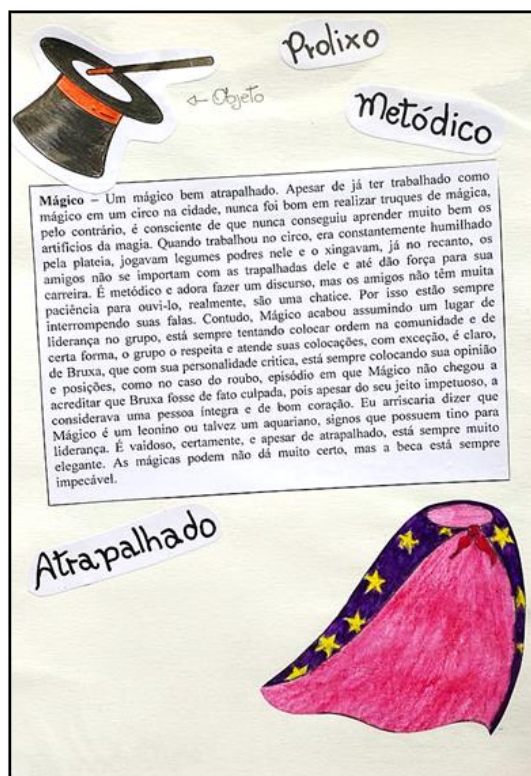 Prolixo
← Objeto
Metódico
Mágico – Um mágico bem atrapalhado. Apesar de já ter trabalhado como
mágico em um circo na cidade, nunca foi bom em realizar truques de mágica,
pelo contrário, é consciente de que nunca conseguiu aprender muito bem os
artifícios da magia. Quando trabalhou no circo, era constantemente humilhado
pela plateia, jogavam legumes podres nele e o xingavam, já no recanto, os
amigos não se importam com as trapalhadas dele e até dão força para sua
carreira. É metódico e adora fazer um discurso, mas os amigos não têm muita
paciência para ouvi-lo, realmente, são uma chatice. Por isso estão sempre
interrompendo suas falas. Contudo, Mágico acabou assumindo um lugar de
liderança no grupo, está sempre tentando colocar ordem na comunidade e de
certa forma, o grupo o respeita e atende suas colocações, com exceção, é claro,
de Bruxa, que com sua personalidade critica, está sempre colocando sua opinião
e posições, como no caso do roubo, episódio em que Mágico não chegou a
acreditar que Bruxa fosse de fato culpada, pois apesar do seu jeito impetuoso, a
considerava uma pessoa íntegra e de bom coração. Eu arriscaria dizer que
Mágico é um leonino ou talvez um aquariano, signos que possuem tino para
liderança. É vaidoso, certamente, e apesar de atrapalhado, está sempre muito
elegante. As mágicas podem não dá muito certo, mas a beca está sempre
impecável.
Atrapalhado